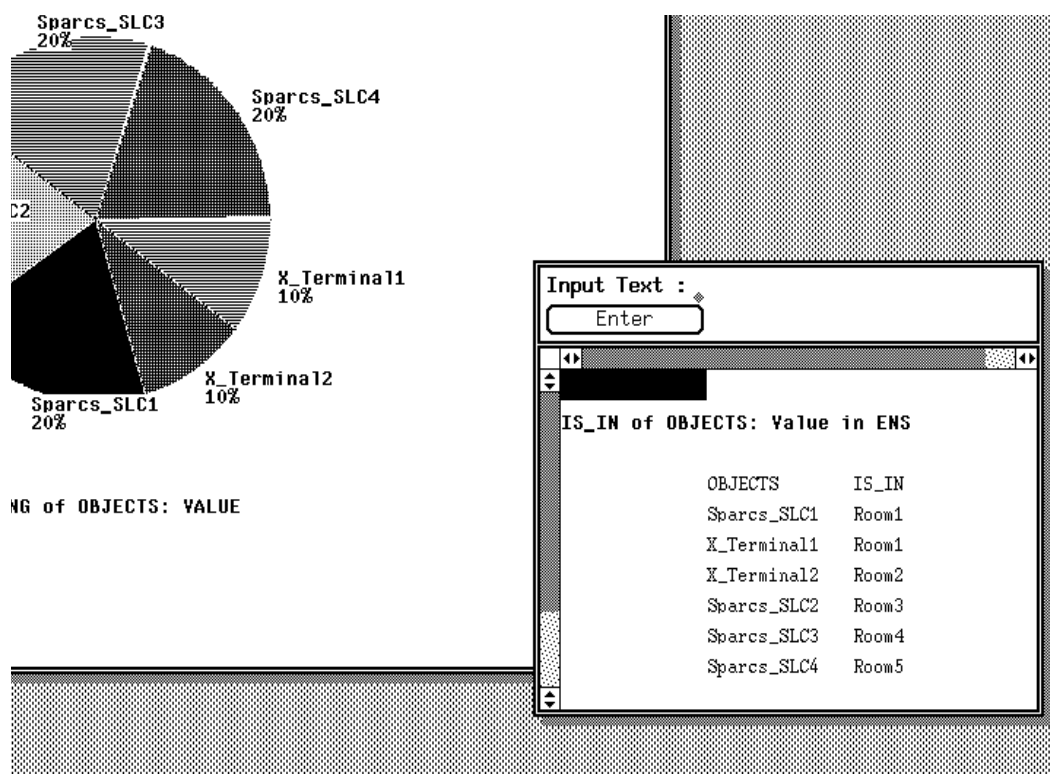 Sparcs_SLC3
20%
Sparcs_SLC4
20%
C2
X_Terminal1
10%
X_Terminal2
10%
Sparcs_SLC1
20%
NG of OBJECTS: VALUE
Input Text :
Enter
IS_IN of OBJECTS: Value in ENS
OBJECTS IS_IN
Sparcs_SLC1 Room1
X_Terminal1 Room1
X_Terminal2 Room2
Sparcs_SLC2 Room3
Sparcs_SLC3 Room4
Sparcs_SLC4 Room5